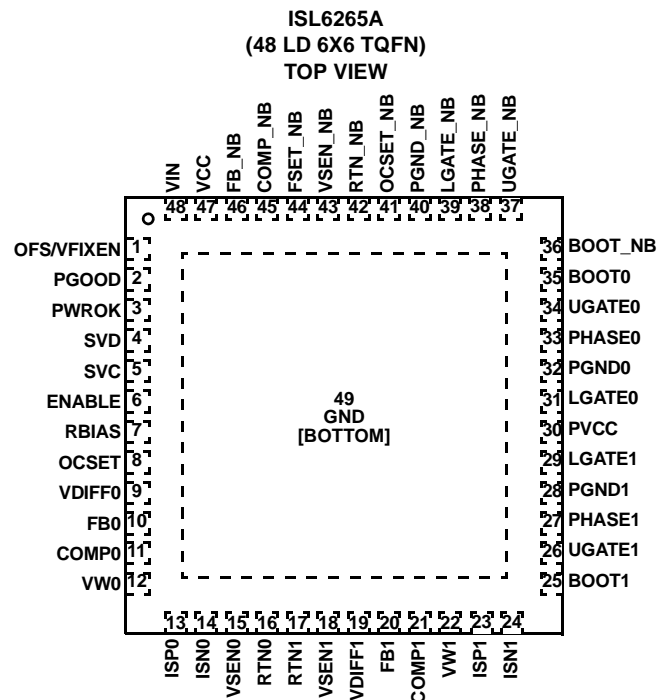 ISL6265A
(48 LD 6X6 TQFN)
TOP VIEW
VIN
VCC
FB_NB
COMP_NB
FSET_NB
VSEN_NB
RTN_NB
OCSET_NB
PGND_NB
LGATE_NB
PHASE_NB
UGATE_NB
48 47 46 45 44 43 42 41 40 39 38 37
OFS/VFIXEN 1
PGOOD 2
PWROK 3
SVD 4
SVC 5
ENABLE 6
RBIAS 7
OCSET 8
VDIFF0 9
FB0 10
COMP0 11
VW0 12
49
GND
[BOTTOM]
36 BOOT_NB
35 BOOT0
34 UGATE0
33 PHASE0
32 PGND0
31 LGATE0
30 PVCC
29 LGATE1
28 PGND1
27 PHASE1
26 UGATE1
25 BOOT1
13 14 15 16 17 18 19 20 21 22 23 24
ISP0
ISN0
VSEN0
RTN0
RTN1
VSEN1
VDIFF1
FB1
COMP1
VW1
ISP1
ISN1